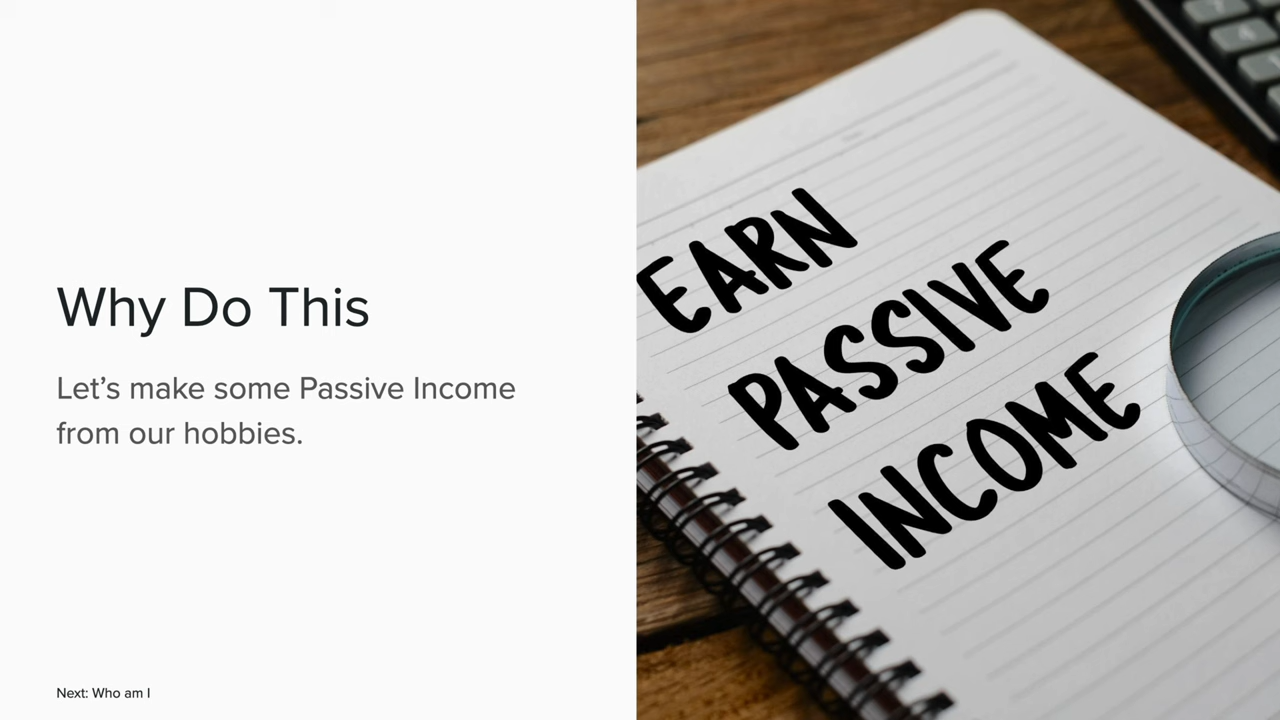 Why Do This
Let’s make some Passive Income
from our hobbies.
Next: Who am I
EARN
PASSIVE
INCOME